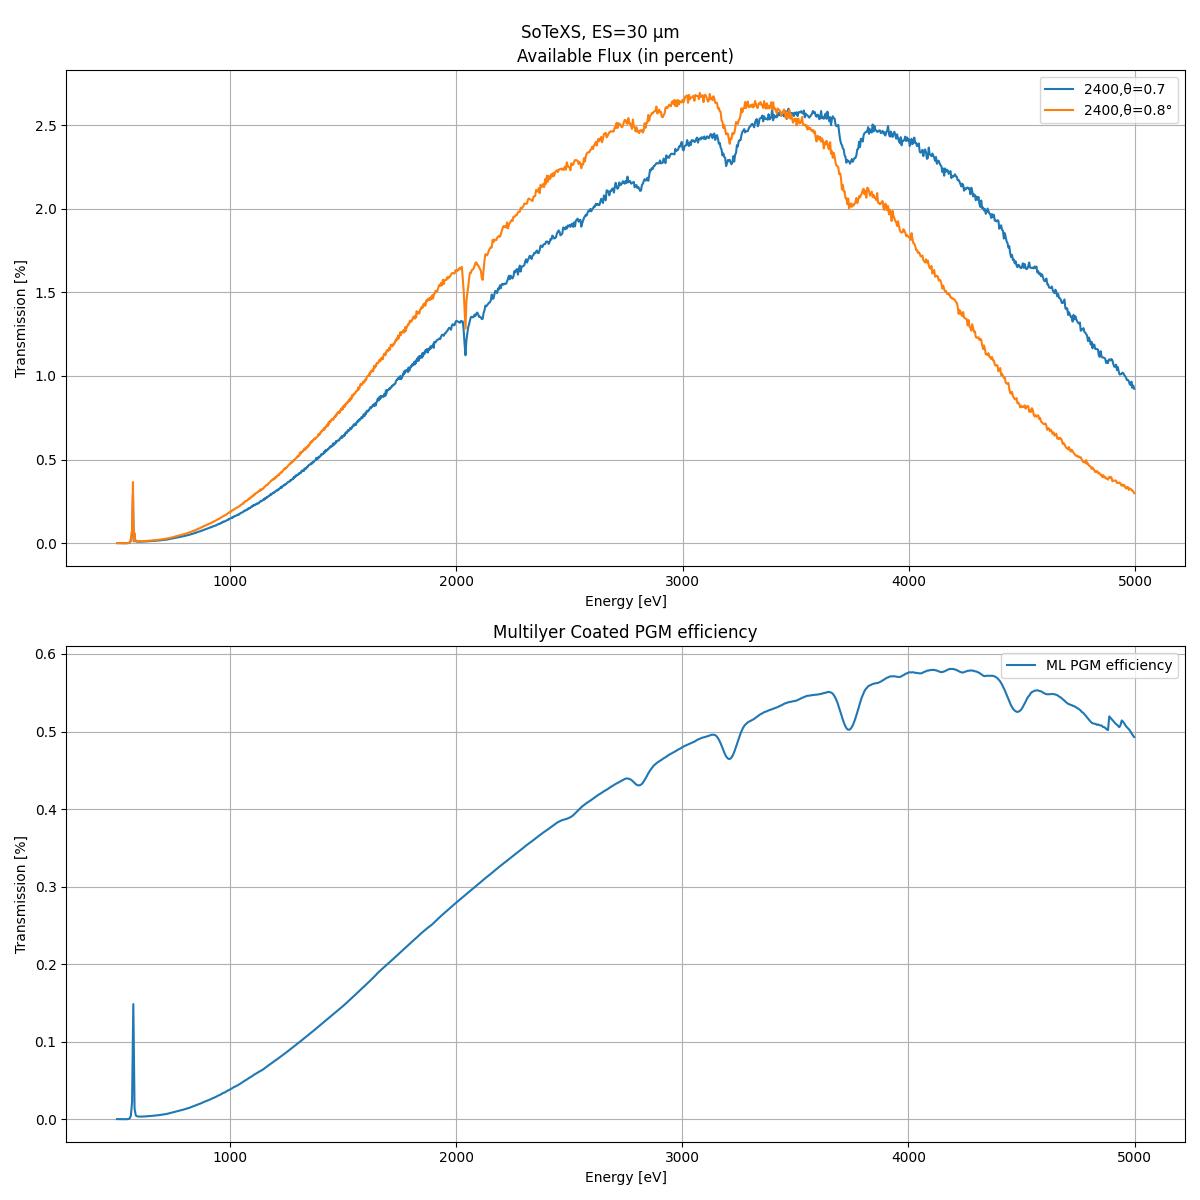 SoTeXS, ES=30 μm
Available Flux (in percent)
2400,θ=0.7
2400,θ=0.8°
Transmission [%]
2.5
2.0
1.5
1.0
0.5
0.0
1000 2000 3000 4000 5000
Energy [eV]
Multilyer Coated PGM efficiency
ML PGM efficiency
Transmission [%]
0.6
0.5
0.4
0.3
0.2
0.1
0.0
1000 2000 3000 4000 5000
Energy [eV]